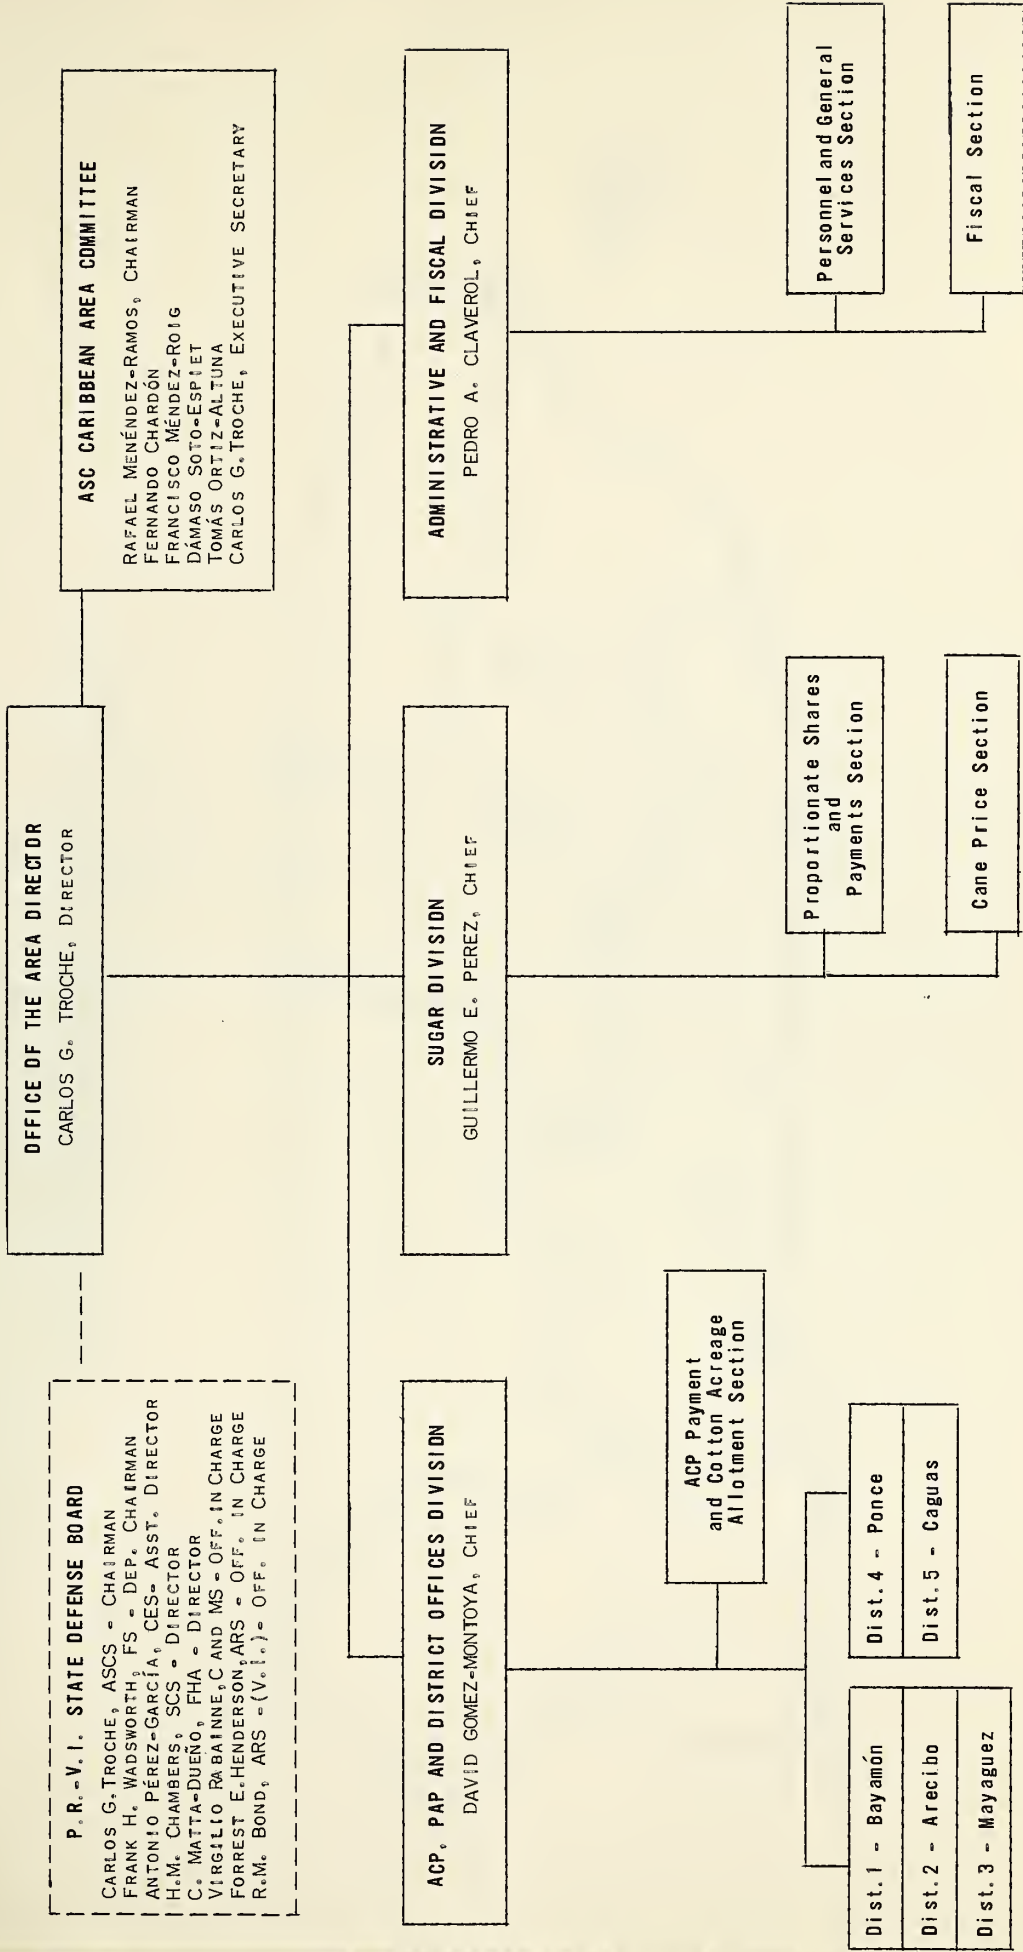 OFFICE OF THE AREA DIRECTOR
CARLOS G. TROCHE, DIRECTOR
P.R.-V.I. STATE DEFENSE BOARD
CARLOS G. TROCHE, ASCS - CHAIRMAN
FRANK H. WADSWORTH, FS - DEP. CHAIRMAN
ANTONIO PÉREZ-GARCÍA, CES- ASST. DIRECTOR
H.M. CHAMBERS, SCS - DIRECTOR
C. MATTA-DUEÑO, FHA - DIRECTOR
VIRGILIO RABAINNE, C AND MS - OFF. IN CHARGE
FORREST E. HENDERSON, ARS - OFF. IN CHARGE
R.M. BOND, ARS -(V.I.)- OFF. IN CHARGE
ASC CARIBBEAN AREA COMMITTEE
RAFAEL MENÉNDEZ-RAMOS, CHAIRMAN
FERNANDO CHARDÓN
FRANCISCO MÉNDEZ-ROIG
DÁMASO SOTO-ESPIET
TOMÁS ORTIZ-ALTUNA
CARLOS G. TROCHE, EXECUTIVE SECRETARY
ACP, PAP AND DISTRICT OFFICES DIVISION
DAVID GOMEZ-MONTOYA, CHIEF
SUGAR DIVISION
GUILLERMO E. PEREZ, CHIEF
ADMINISTRATIVE AND FISCAL DIVISION
PEDRO A. CLAVEROL, CHIEF
ACP Payment
and Cotton Acreage
Allotment Section
Dist. 1 - Bayamón
Dist. 2 - Arecibo
Dist. 3 - Mayaguez
Dist. 4 - Ponce
Dist. 5 - Caguas
Proportionate Shares
and
Payments Section
Cane Price Section
Personnel and General
Services Section
Fiscal Section